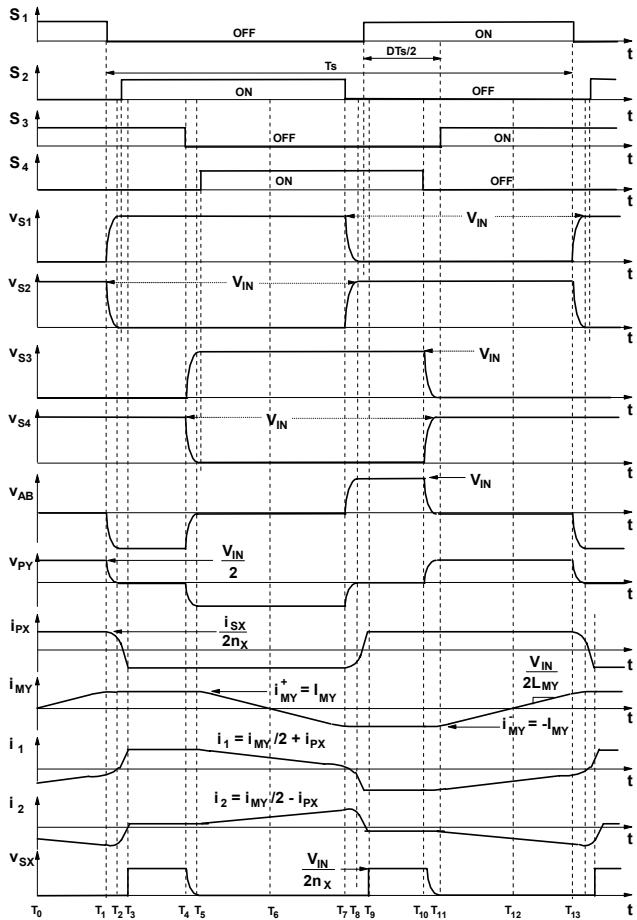 S1
OFF
ON
t
DTs/2
Ts
S2
ON
OFF
t
S3
OFF
ON
t
S4
ON
OFF
t
vS1
VIN
t
vS2
VIN
t
vS3
VIN
t
vS4
VIN
t
vAB
VIN
t
vPY
VIN
2
t
iPX
iSX
2nX
t
iMY
i+MY = IMY
VIN
2LMY
i-MY = -IMY
t
i1
i1 = iMY/2 + iPX
t
i2
i2 = iMY/2 - iPX
t
vSX
VIN
2nX
t
T0 T1 T2 T3 T4 T5 T6 T7 T8 T9 T10 T11 T12 T13